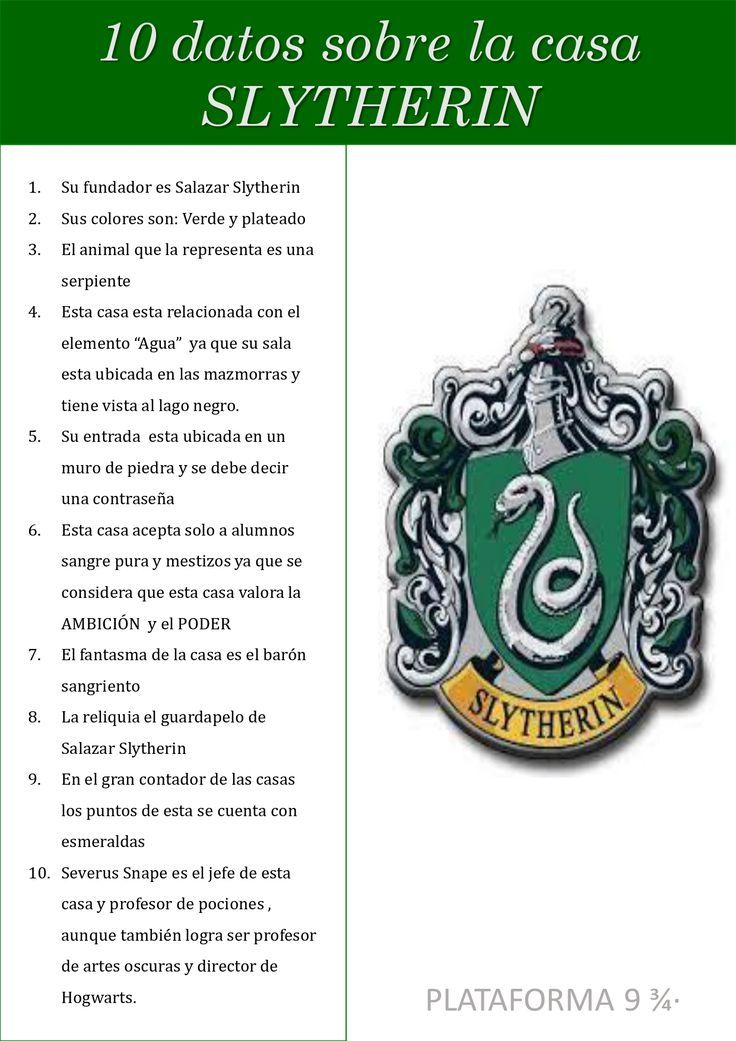 10 datos sobre la casa
SLYTHERIN
1. Su fundador es Salazar Slytherin
2. Sus colores son: Verde y plateado
3. El animal que la representa es una
serpiente
4. Esta casa esta relacionada con el
elemento “Agua” ya que su sala
esta ubicada en las mazmorras y
tiene vista al lago negro.
5. Su entrada esta ubicada en un
muro de piedra y se debe decir
una contraseña
6. Esta casa acepta solo a alumnos
sangre pura y mestizos ya que se
considera que esta casa valora la
AMBICIÓN y el PODER
7. El fantasma de la casa es el barón
sangriento
8. La reliquia el guardapelo de
Salazar Slytherin
9. En el gran contador de las casas
los puntos de esta se cuenta con
esmeraldas
10. Severus Snape es el jefe de esta
casa y profesor de pociones ,
aunque también logra ser profesor
de artes oscuras y director de
Hogwarts.
SLYTHERIN
PLATAFORMA 9 ¾·